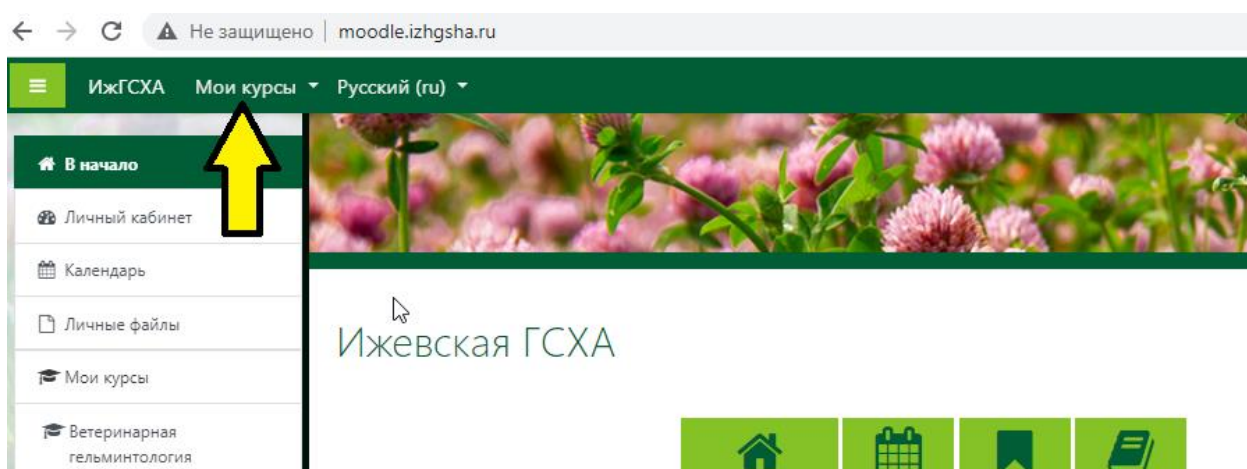 Не защищено | moodle.izhgsha.ru
ИжГСХА Мои курсы Русский (ru)
В начало
Личный кабинет
Календарь
Личные файлы
Ижевская ГСХА
Мои курсы
Ветеринарная
гельминтология